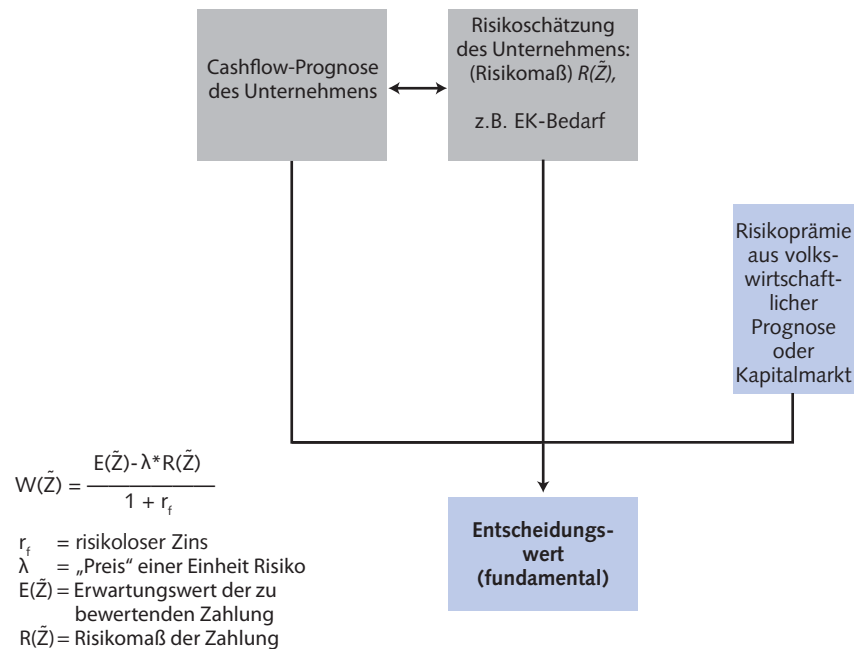 Cashflow-Prognose
des Unternehmens
Risikoschätzung
des Unternehmens:
(Risikomaß) R(Z̃),
z.B. EK-Bedarf
Risikoprämie
aus volks-
wirtschaft-
licher
Prognose
oder
Kapitalmarkt
W(Z̃) = E(Z̃)-λ*R(Z̃)
1 + r_f
r_f = risikoloser Zins
λ = „Preis“ einer Einheit Risiko
E(Z̃) = Erwartungswert der zu
bewertenden Zahlung
R(Z̃) = Risikomaß der Zahlung
Entscheidungs-
wert
(fundamental)